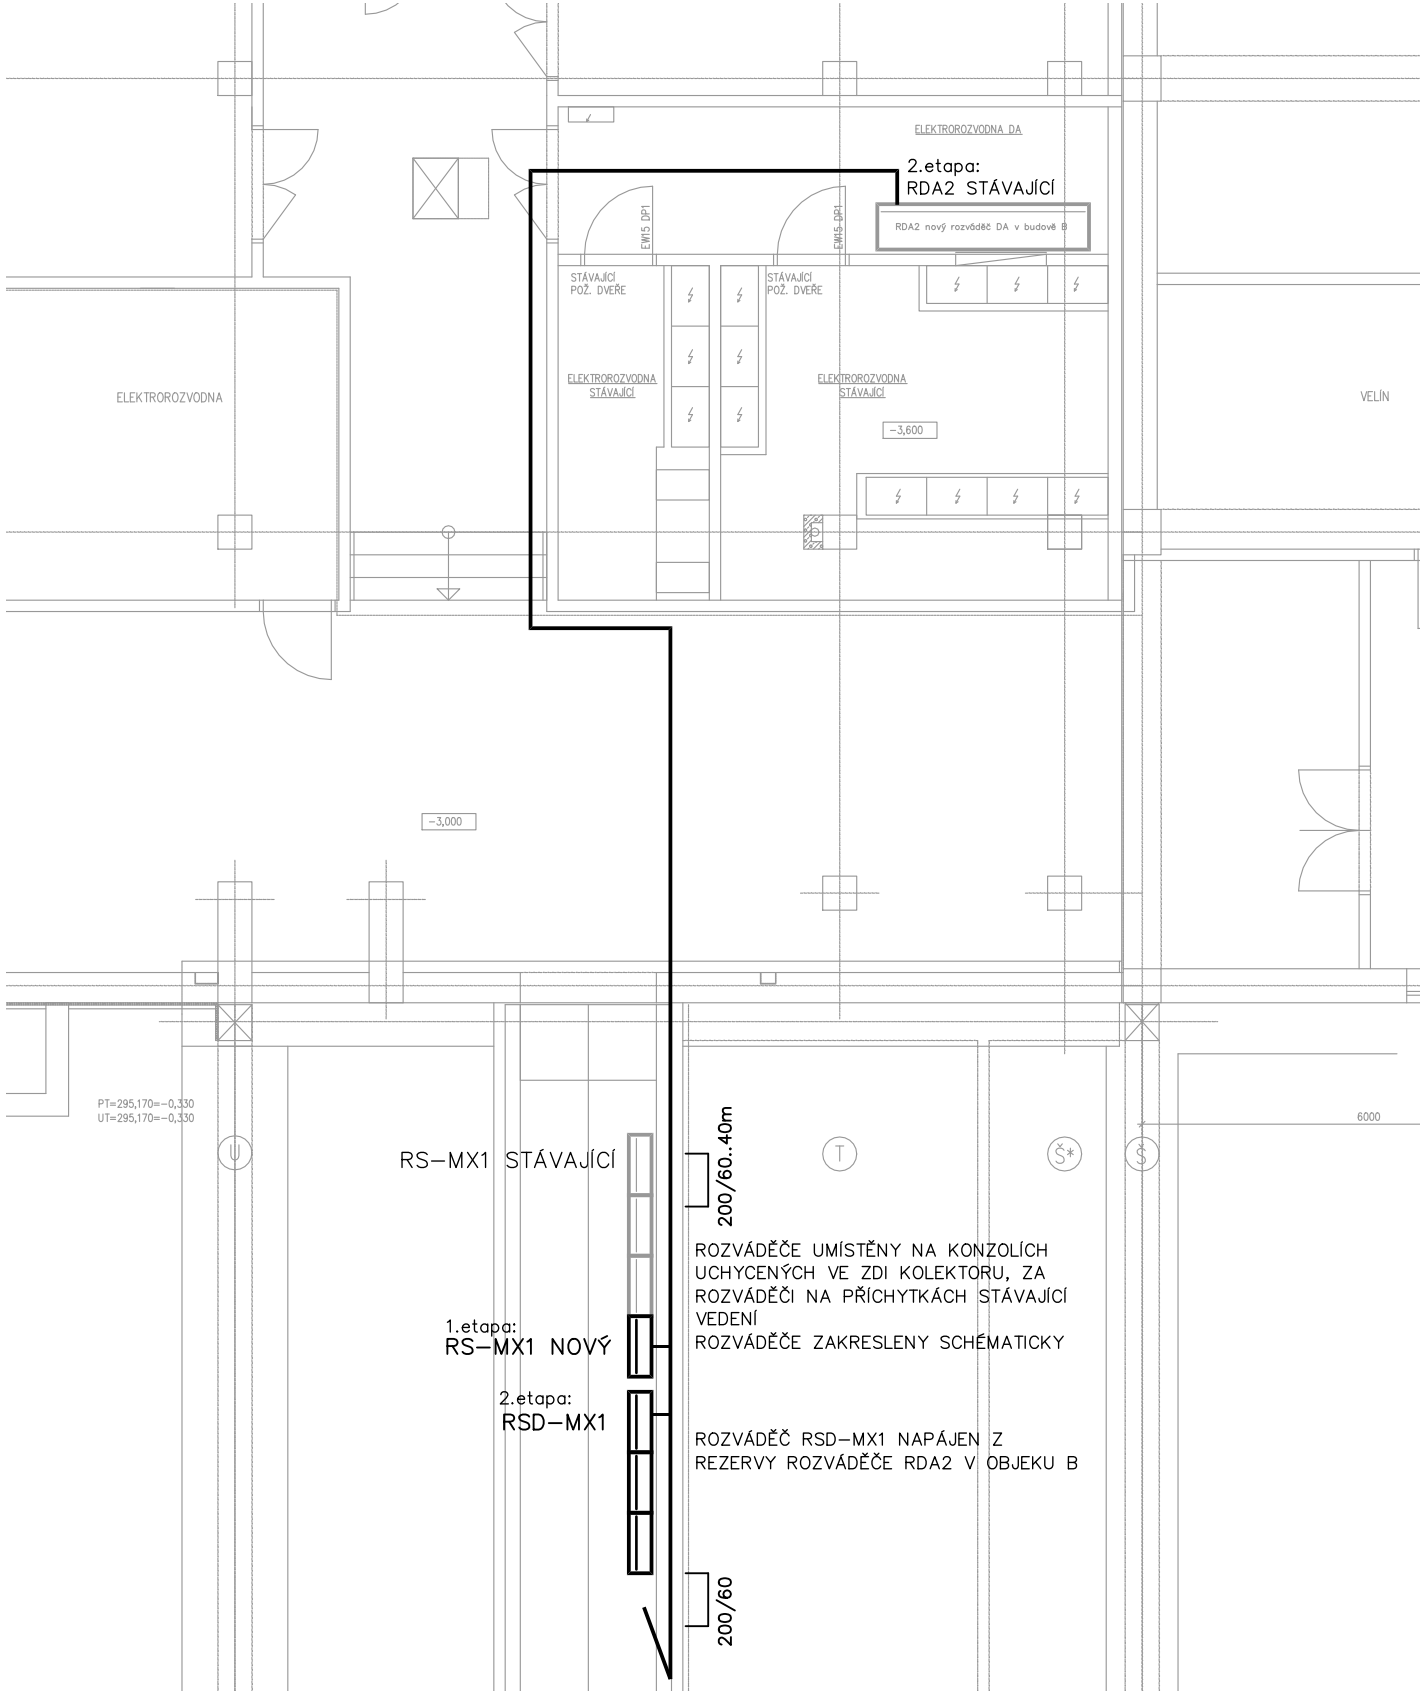 ELEKTROROZVODNA DA
2.etapa:
RDA2 STÁVAJÍCÍ
RDA2 nový rozváděč DA v budově B
EW15 DP1
EW15 DP1
STÁVAJÍCÍ
POŽ. DVEŘE
STÁVAJÍCÍ
POŽ. DVEŘE
ELEKTROROZVODNA
ELEKTROROZVODNA
STÁVAJÍCÍ
ELEKTROROZVODNA
STÁVAJÍCÍ
VELÍN
-3,600
-3,000
PT=295,170=-0,330
UT=295,170=-0,330
6000
U
T
Š*
Š
RS-MX1 STÁVAJÍCÍ
200/60..40m
ROZVÁDĚČE UMÍSTĚNY NA KONZOLÍCH
UCHYCENÝCH VE ZDI KOLEKTORU, ZA
ROZVÁDĚČI NA PŘÍCHYTKÁCH STÁVAJÍCÍ
VEDENÍ
ROZVÁDĚČE ZAKRESLENY SCHÉMATICKY
1.etapa:
RS-MX1 NOVÝ
2.etapa:
RSD-MX1
ROZVÁDĚČ RSD-MX1 NAPÁJEN Z
REZERVY ROZVÁDĚČE RDA2 V OBJEKU B
200/60